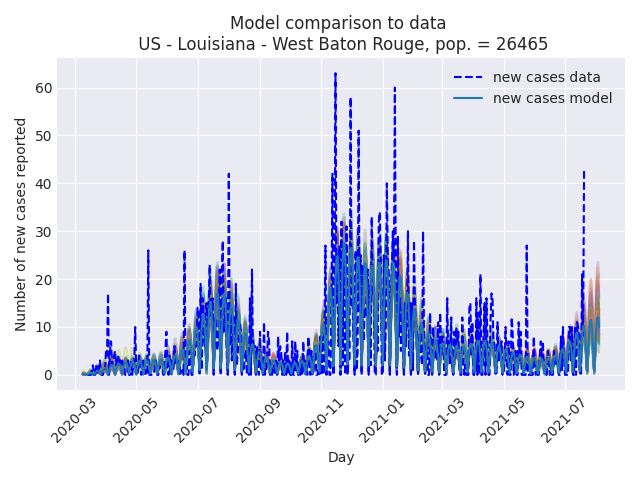 Model comparison to data
US - Louisiana - West Baton Rouge, pop. = 26465
new cases data
new cases model
Number of new cases reported
60
50
40
30
20
10
0
2020-03
2020-05
2020-07
2020-09
2020-11
2021-01
2021-03
2021-05
2021-07
Day